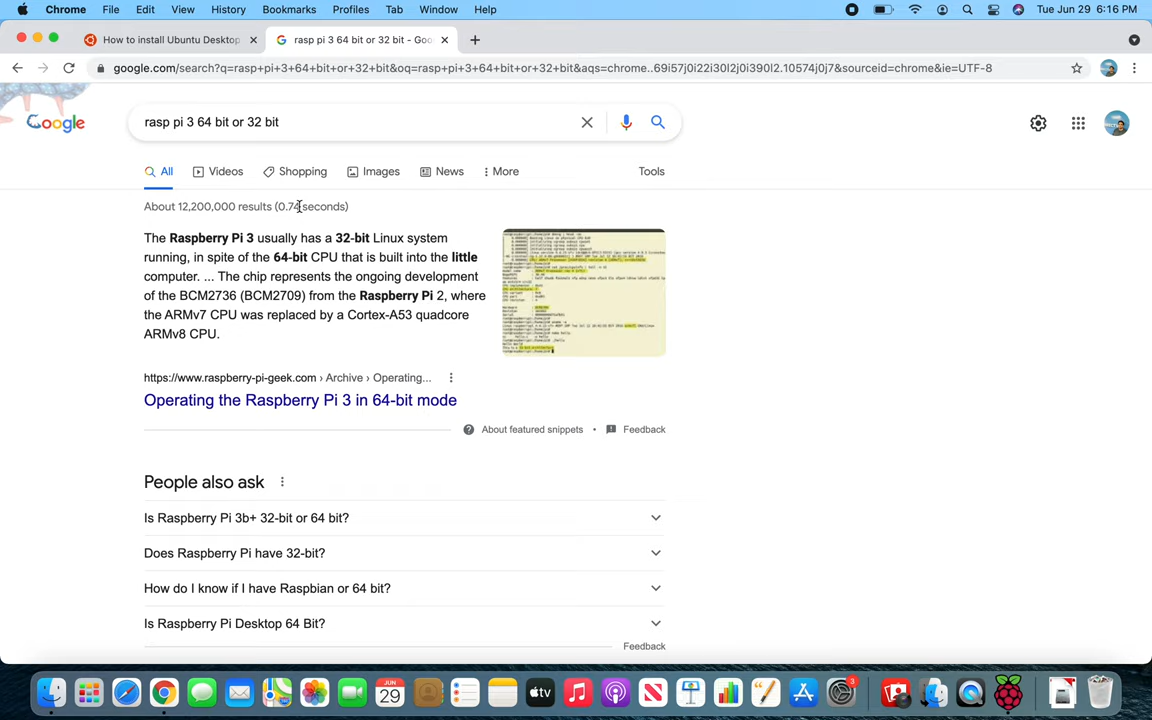 Chrome File Edit View History Bookmarks Profiles Tab Window Help Tue Jun 29 6:16 PM
How to install Ubuntu Desktop rasp pi 3 64 bit or 32 bit - Goo
google.com/search?q=rasp+pi+3+64+bit+or+32+bit&oq=rasp+pi+3+64+bit+or+32+bit&aqs=chrome..69i57j0i22i30l2j0i390l2.10574j0j7&sourceid=chrome&ie=UTF-8
Google rasp pi 3 64 bit or 32 bit
All Videos Shopping Images News More Tools
About 12,200,000 results (0.74 seconds)
The Raspberry Pi 3 usually has a 32-bit Linux system
running, in spite of the 64-bit CPU that is built into the little
computer. ... The chip represents the ongoing development
of the BCM2736 (BCM2709) from the Raspberry Pi 2, where
the ARMv7 CPU was replaced by a Cortex-A53 quadcore
ARMv8 CPU.
https://www.raspberry-pi-geek.com › Archive › Operating...
Operating the Raspberry Pi 3 in 64-bit mode
About featured snippets • Feedback
People also ask
Is Raspberry Pi 3b+ 32-bit or 64 bit?
Does Raspberry Pi have 32-bit?
How do I know if I have Raspbian or 64 bit?
Is Raspberry Pi Desktop 64 Bit?
Feedback
JUN
29
tv
3